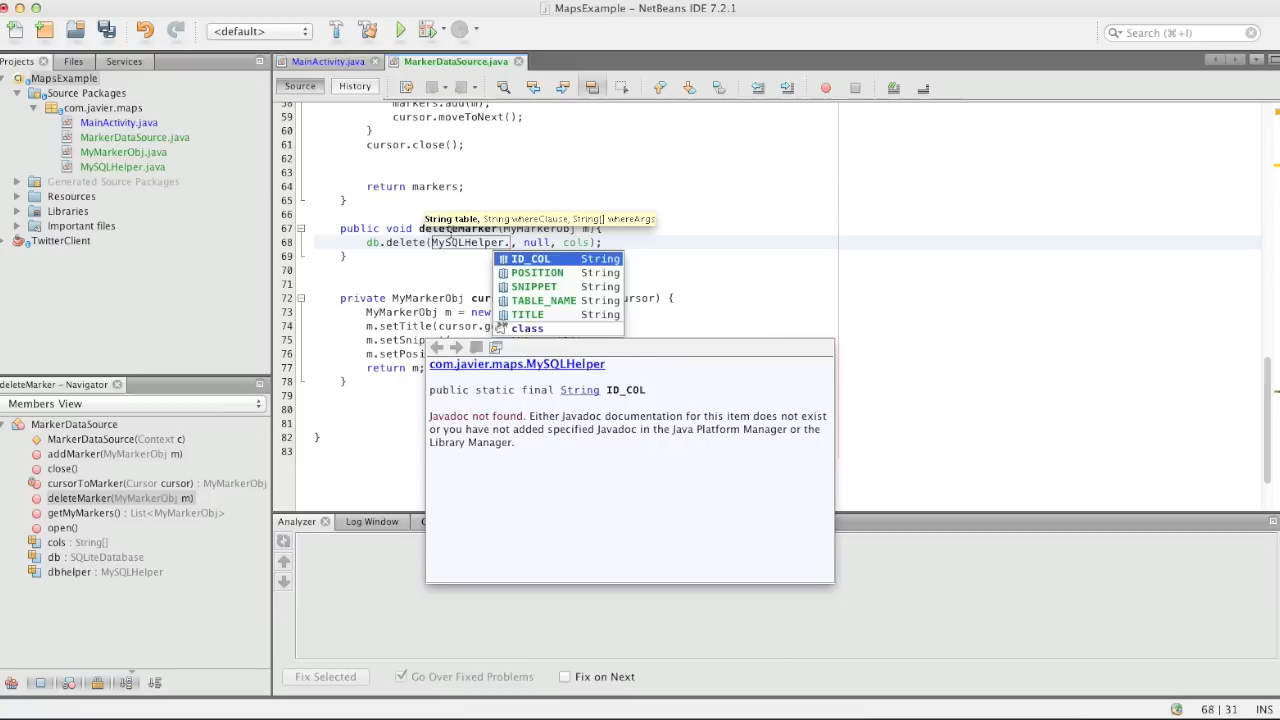 MapsExample - NetBeans IDE 7.2.1
<default>
Search (⌘+I)
Projects
Files
Services
MainActivity.java
MarkerDataSource.java
MapsExample
Source Packages
com.javier.maps
MainActivity.java
MarkerDataSource.java
MyMarkerObj.java
MySQLHelper.java
Generated Source Packages
Resources
Libraries
Important files
TwitterClient
Source
History
58 markers.add(m);
59 cursor.moveToNext();
60 }
61 cursor.close();
62
63
64 return markers;
65 }
66
String table, String whereClause, String[] whereArgs
67 public void deleteMarker(MyMarkerObj m){
68 db.delete(MySQLHelper., null, cols);
69 }
70
71
72 private MyMarkerObj cur sor) {
73 MyMarkerObj m = new
74 m.setTitle(cursor.g
75 m.setSnip
76 m.setPosi
77 return m;
78 }
79
80
81
82 }
83
ID_COL String
POSITION String
SNIPPET String
TABLE_NAME String
TITLE String
class
com.javier.maps.MySQLHelper
public static final String ID_COL
Javadoc not found. Either Javadoc documentation for this item does not exist
or you have not added specified Javadoc in the Java Platform Manager or the
Library Manager.
deleteMarker - Navigator
Members View
MarkerDataSource
MarkerDataSource(Context c)
addMarker(MyMarkerObj m)
close()
cursorToMarker(Cursor cursor) : MyMarkerObj
deleteMarker(MyMarkerObj m)
getMyMarkers() : List<MyMarkerObj>
open()
cols : String[]
db : SQLiteDatabase
dbhelper : MySQLHelper
Analyzer
Log Window
Fix Selected
Go Over Fixed Problems
Fix on Next
68 | 31
INS